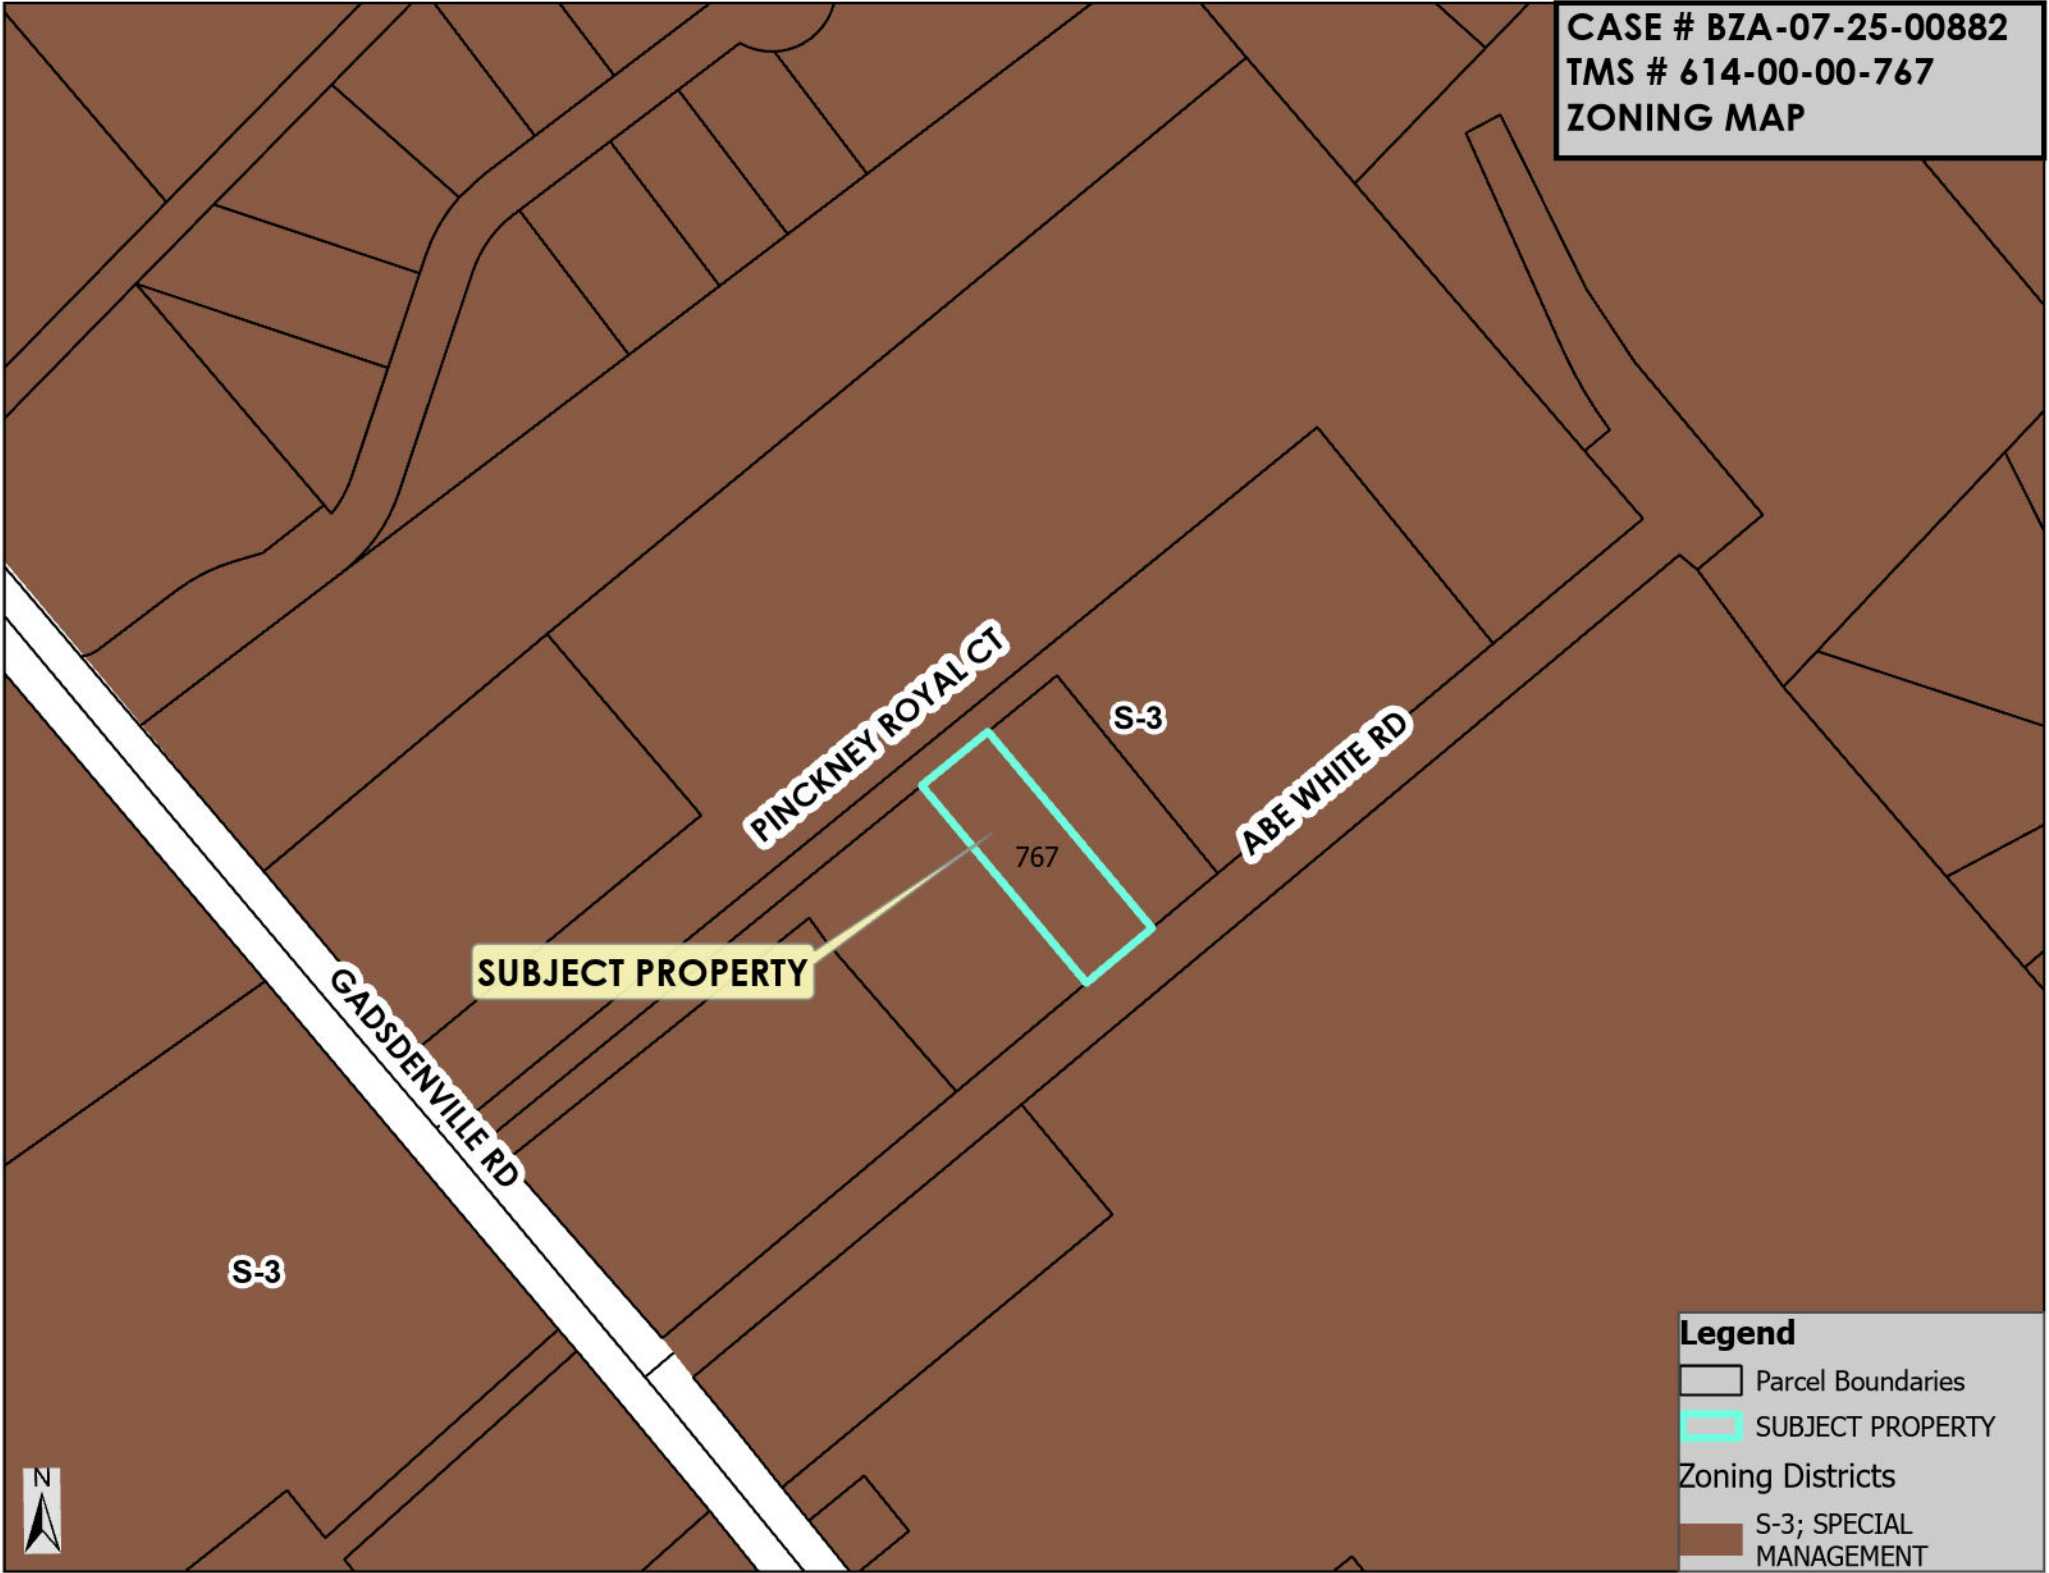 CASE # BZA-07-25-00882
TMS # 614-00-00-767
ZONING MAP
PINCKNEY ROYAL CT
S-3
ABE WHITE RD
767
SUBJECT PROPERTY
GADSDENVILLE RD
S-3
Legend
Parcel Boundaries
SUBJECT PROPERTY
Zoning Districts
S-3; SPECIAL
MANAGEMENT
N